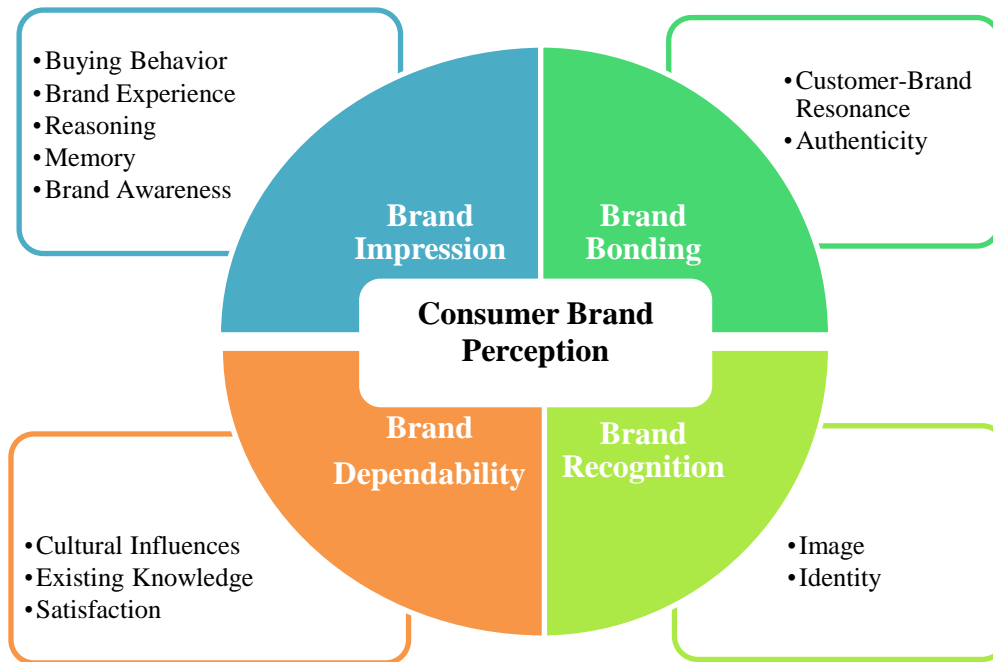 •Buying Behavior
•Brand Experience
•Reasoning
•Memory
•Brand Awareness
•Customer-Brand
Resonance
•Authenticity
Brand
Impression
Brand
Bonding
Consumer Brand
Perception
Brand
Dependability
Brand
Recognition
•Cultural Influences
•Existing Knowledge
•Satisfaction
•Image
•Identity